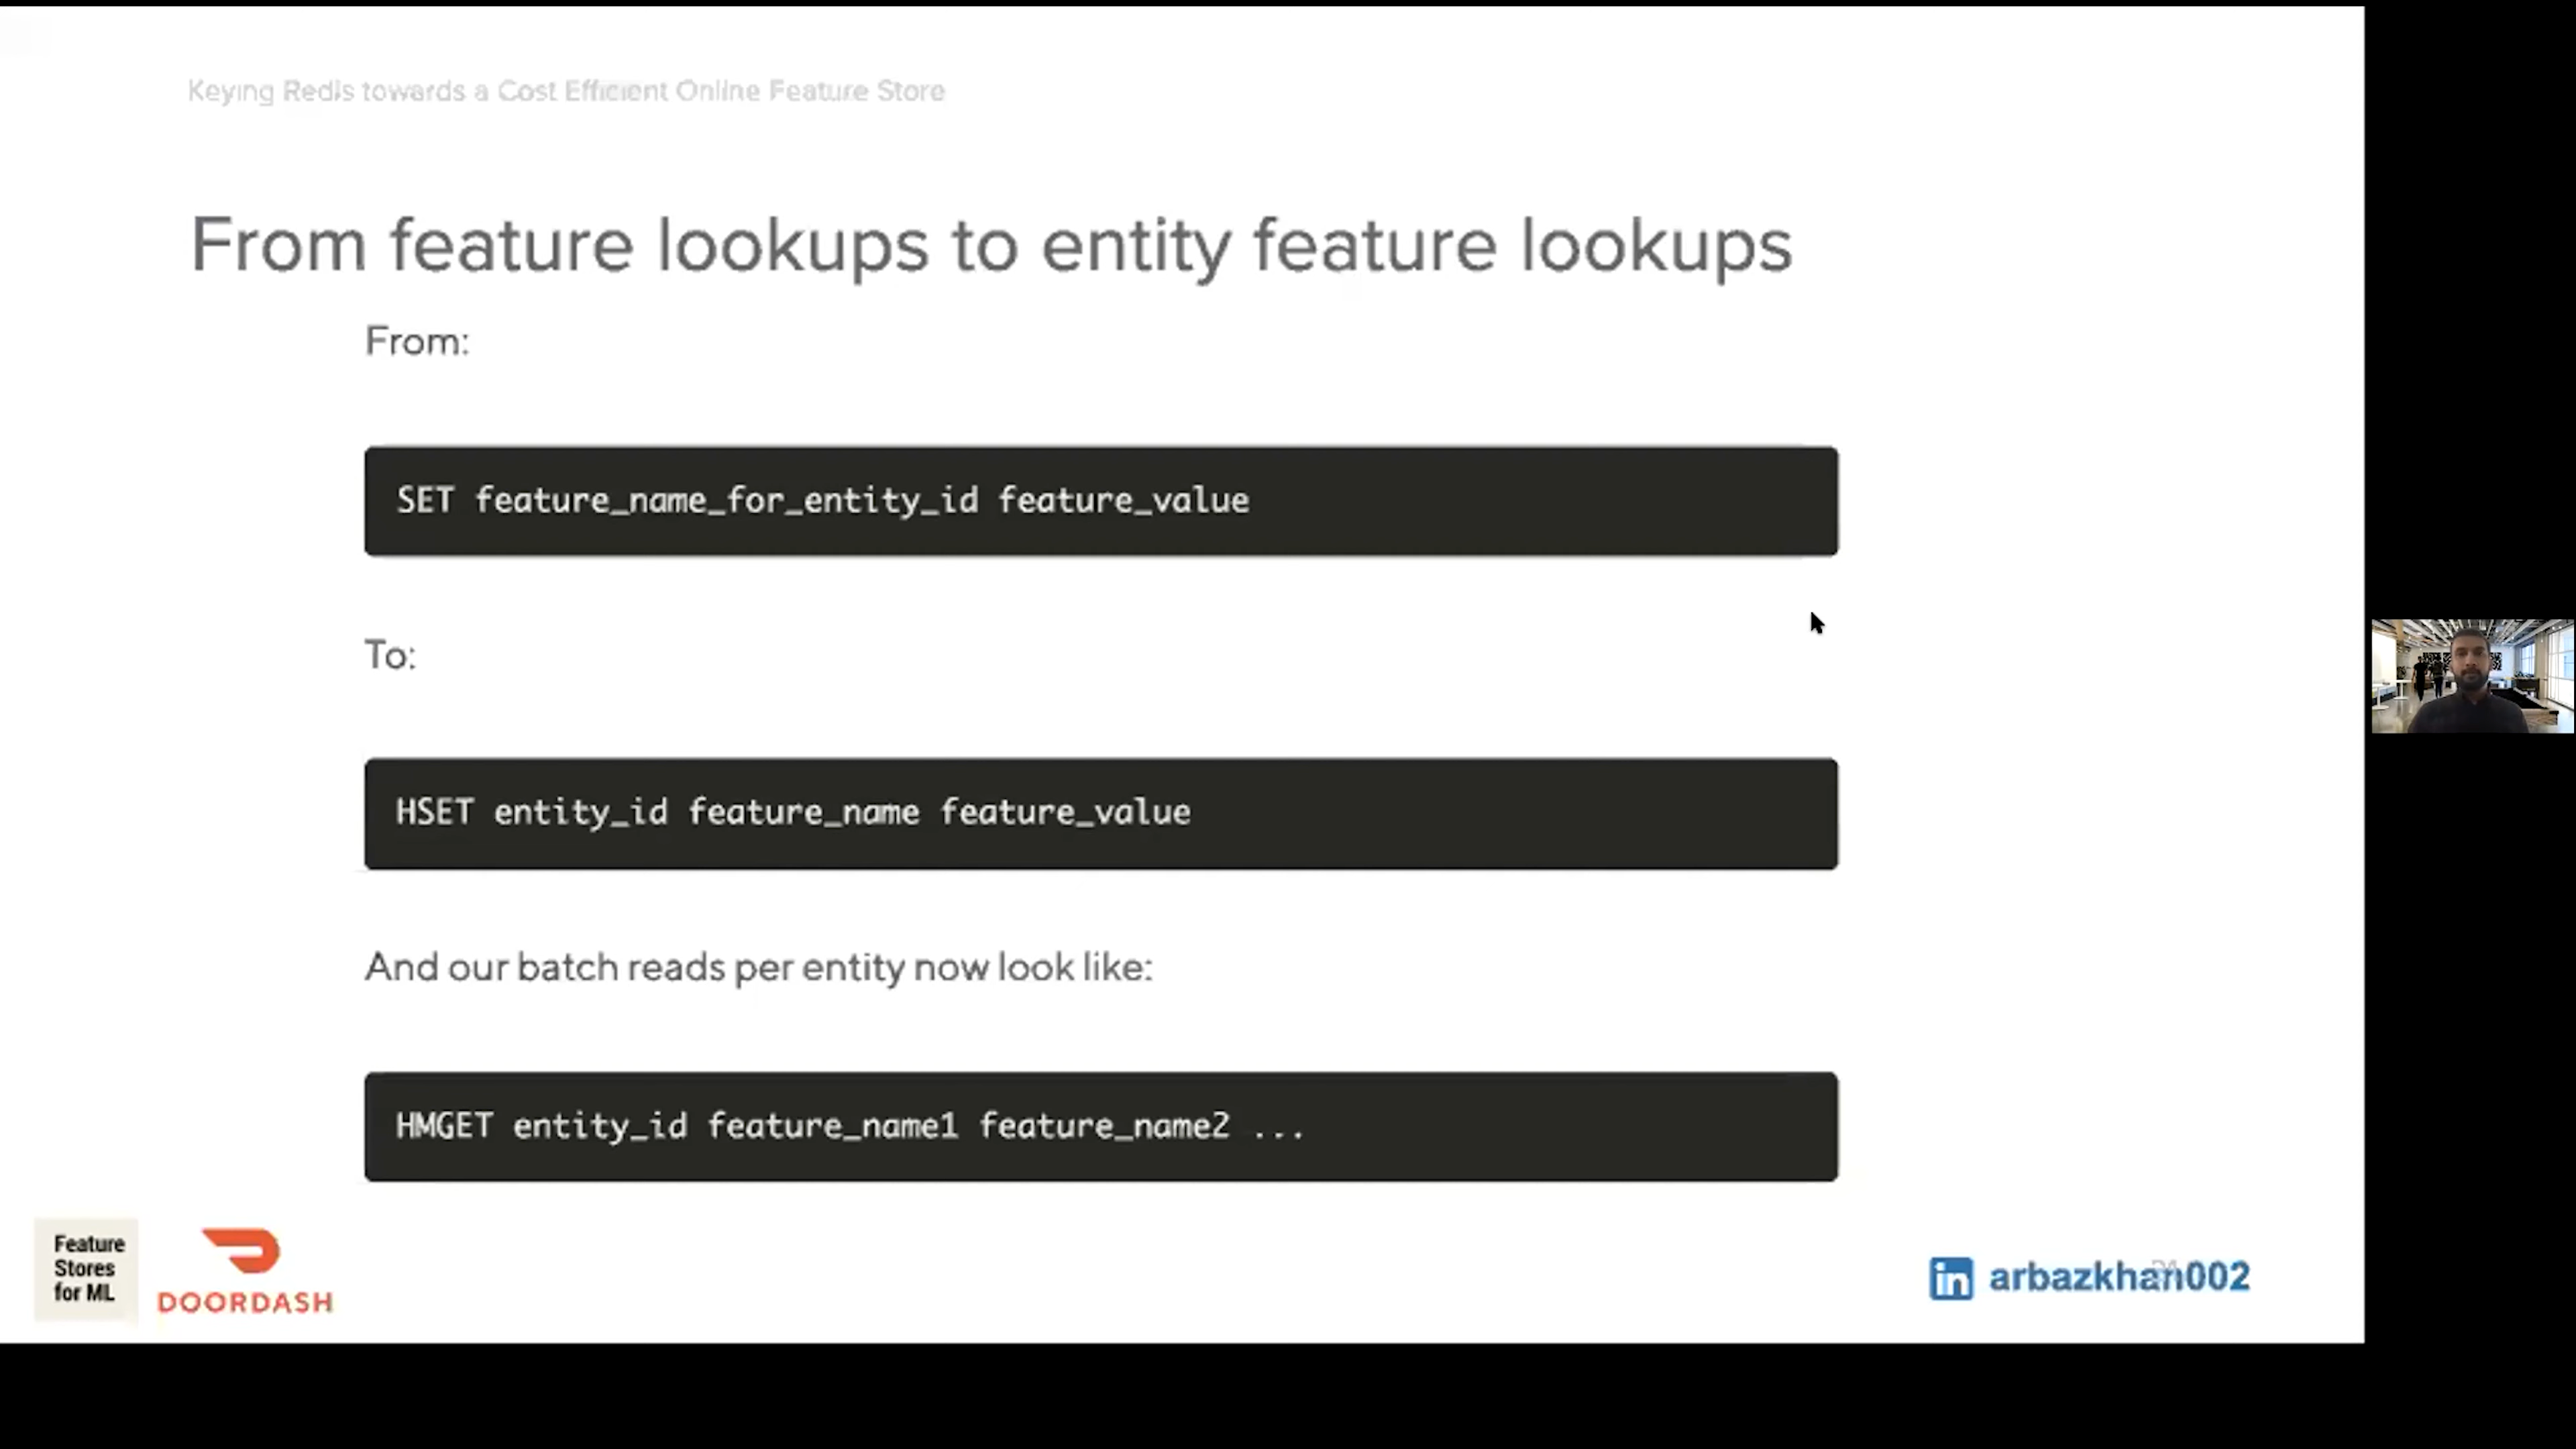 Keying Redis towards a Cost Efficient Online Feature Store
From feature lookups to entity feature lookups
From:
SET feature_name_for_entity_id feature_value
To:
HSET entity_id feature_name feature_value
And our batch reads per entity now look like:
HMGET entity_id feature_name1 feature_name2 ...
Feature
Stores
for ML
DOORDASH
in arbazkhan002